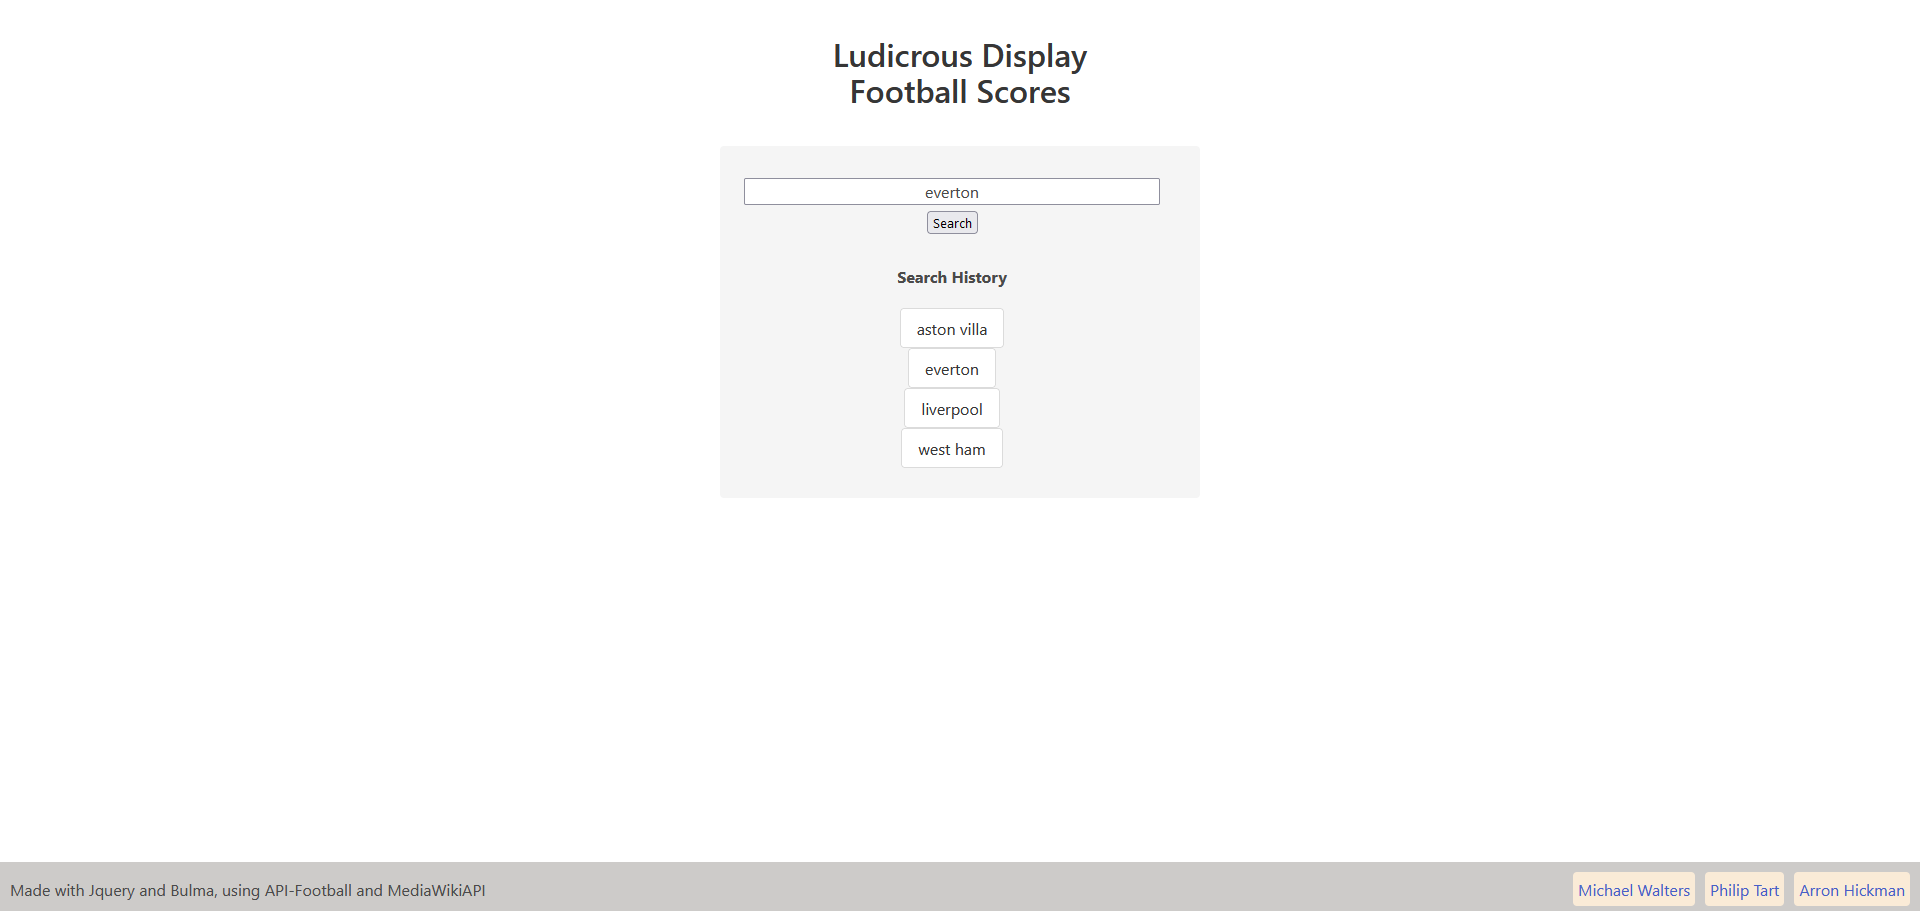 Ludicrous Display
Football Scores
everton
Search
Search History
aston villa
everton
liverpool
west ham
Made with Jquery and Bulma, using API-Football and MediaWikiAPI
Michael Walters
Philip Tart
Arron Hickman